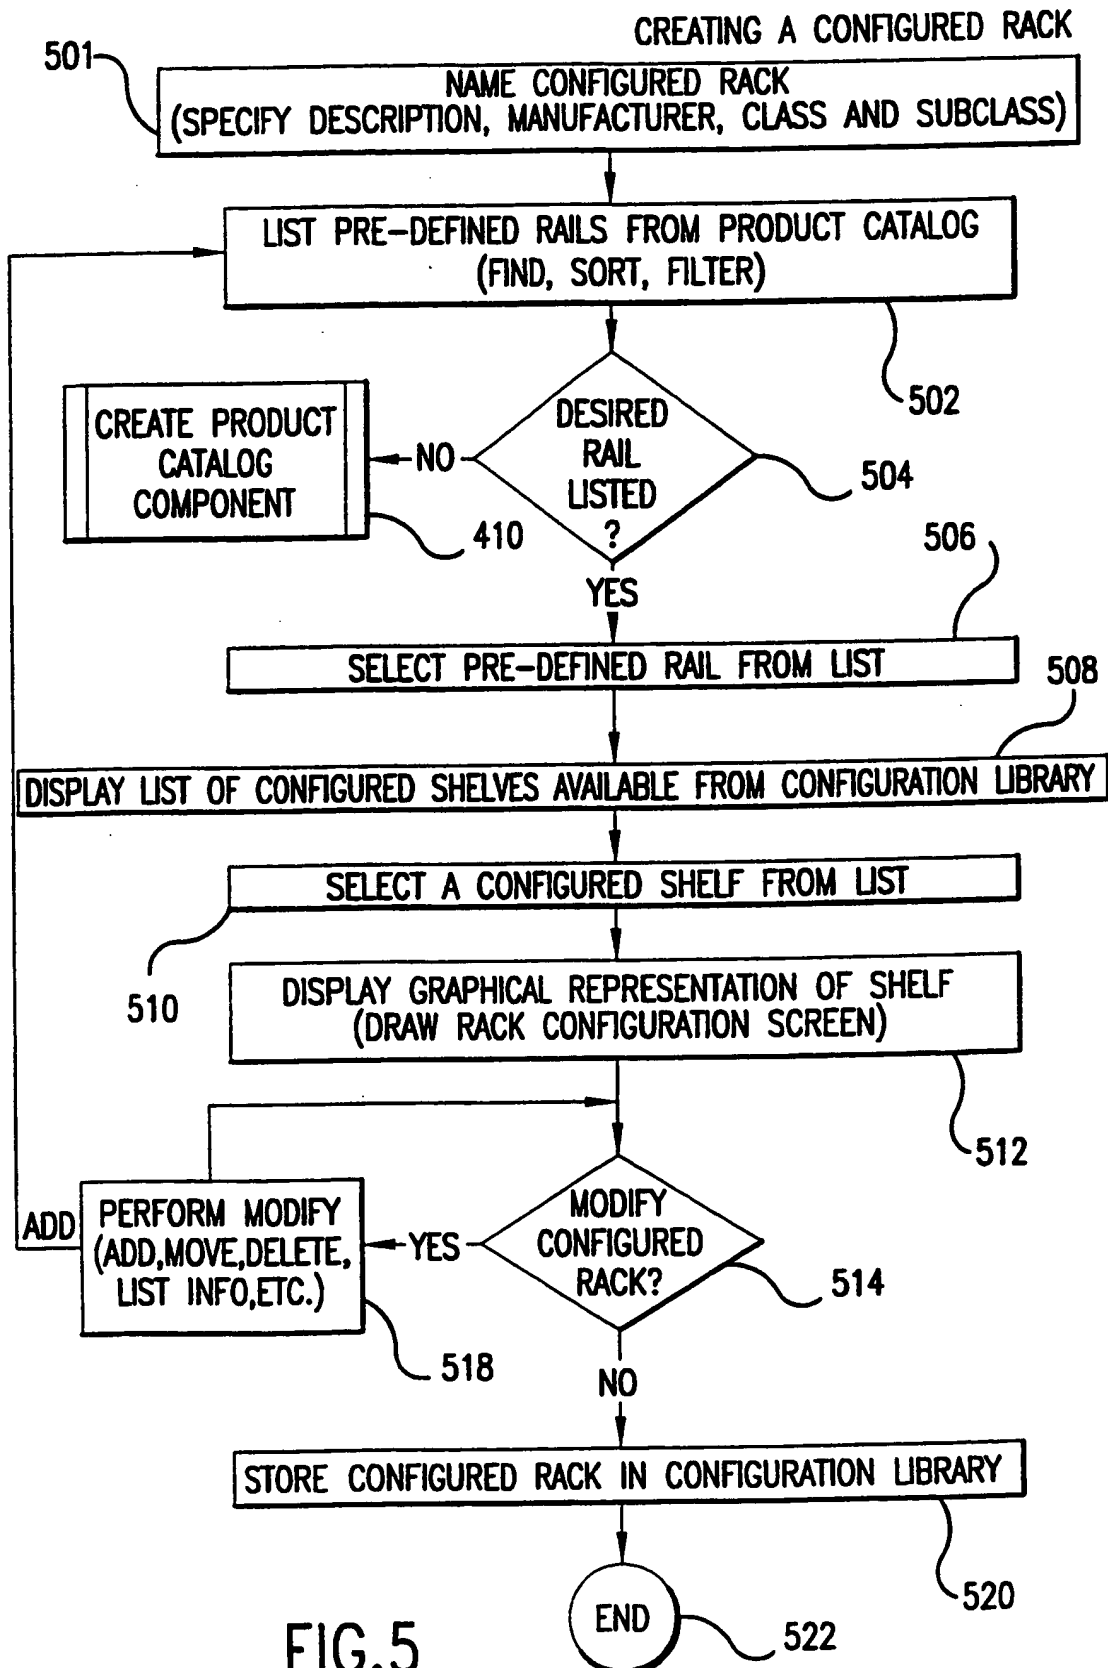 CREATING A CONFIGURED RACK
501
NAME CONFIGURED RACK
(SPECIFY DESCRIPTION, MANUFACTURER, CLASS AND SUBCLASS)
LIST PRE-DEFINED RAILS FROM PRODUCT CATALOG
(FIND, SORT, FILTER)
502
DESIRED
RAIL
LISTED
?
504
NO
CREATE PRODUCT
CATALOG
COMPONENT
410
YES
506
SELECT PRE-DEFINED RAIL FROM LIST
508
DISPLAY LIST OF CONFIGURED SHELVES AVAILABLE FROM CONFIGURATION LIBRARY
SELECT A CONFIGURED SHELF FROM LIST
510
DISPLAY GRAPHICAL REPRESENTATION OF SHELF
(DRAW RACK CONFIGURATION SCREEN)
512
MODIFY
CONFIGURED
RACK?
514
YES
ADD
PERFORM MODIFY
(ADD,MOVE,DELETE,
LIST INFO,ETC.)
518
NO
STORE CONFIGURED RACK IN CONFIGURATION LIBRARY
520
END
522
FIG.5